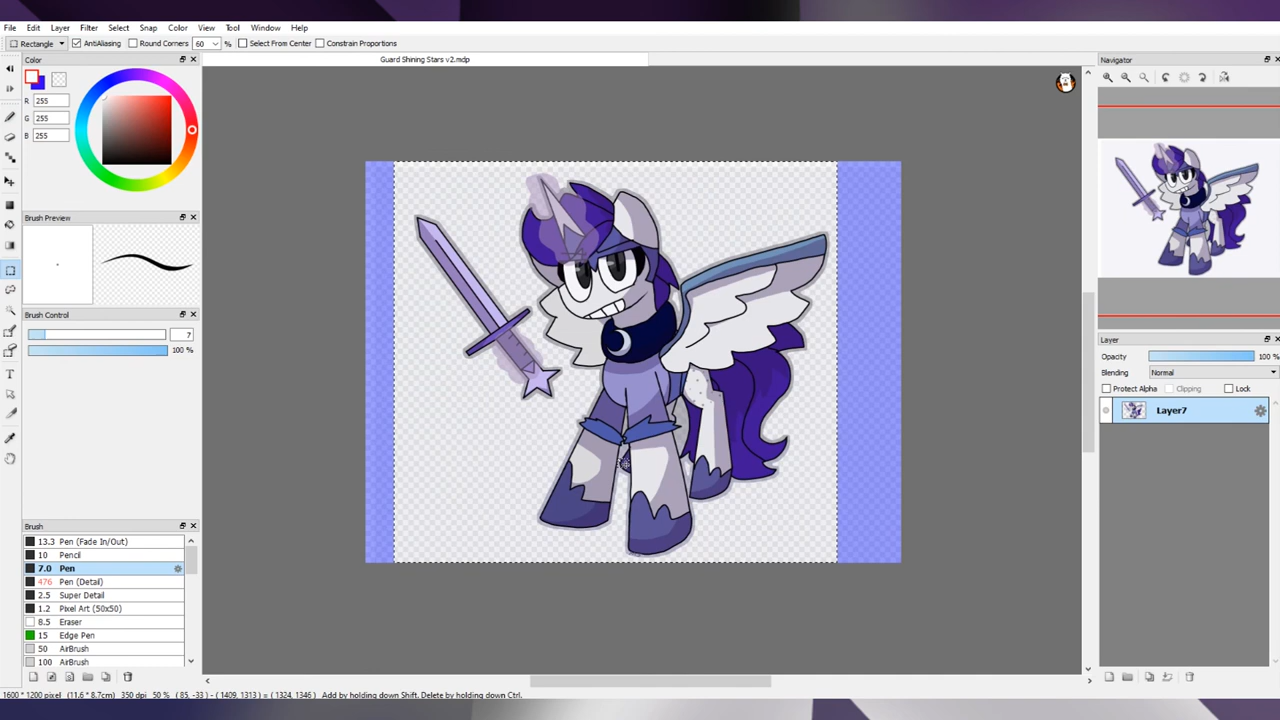 File Edit Layer Filter Select Snap Color View Tool Window Help
Rectangle AntiAliasing Round Corners 60 % Select From Center Constrain Proportions
Color
Guard Shining Stars v2.mdp
Navigator
R 255
G 255
B 255
Brush Preview
Brush Control
7
100 %
Layer
Opacity 100 %
Blending Normal
Protect Alpha Clipping Lock
Layer7
Brush
13.3 Pen (Fade In/Out)
10 Pencil
7.0 Pen
476 Pen (Detail)
2.5 Super Detail
1.2 Pixel Art (50x50)
8.5 Eraser
15 Edge Pen
50 AirBrush
100 AirBrush
1600 * 1200 pixel (11.6 * 8.7cm) 350 dpi 50 % ( 85, -33 ) - ( 1409, 1313 ) = ( 1324, 1346 ) Add by holding down Shift. Delete by holding down Ctrl.